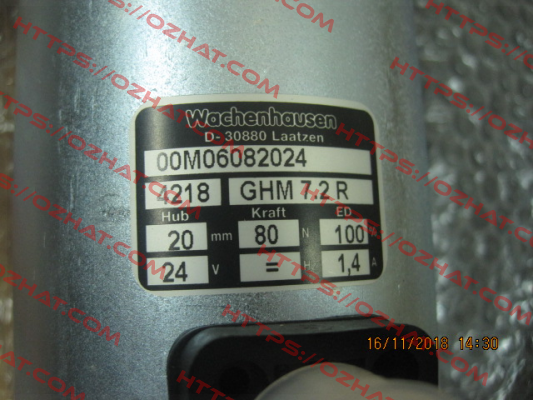 Wachenhausen
D- 30880 Laatzen
00M06082024
4218 GHM 7.2 R
Hub Kraft ED
20 mm 80 N 100
24 V = H 1,4 A
16/11/2018 14:30
HTTPS://OZHAT.COM